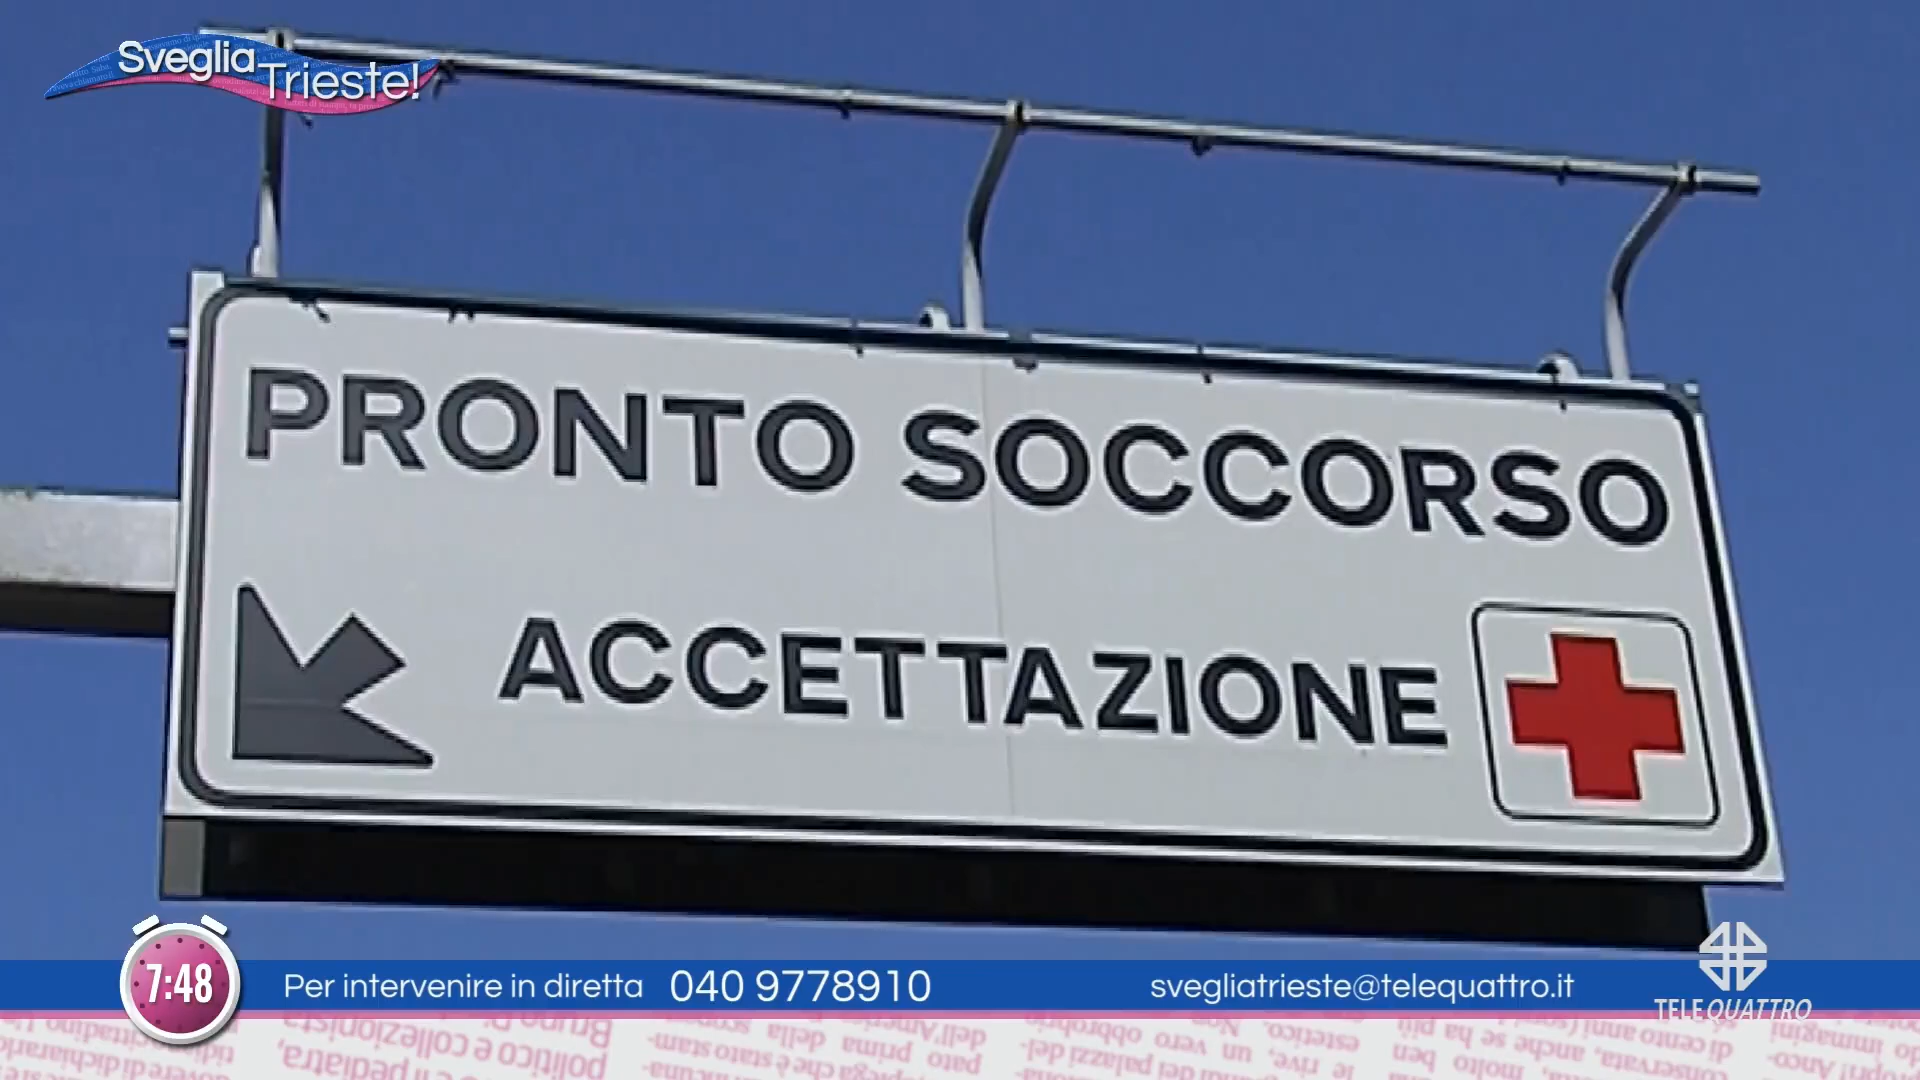 Sveglia
Trieste!
PRONTO SOCCORSO
ACCETTAZIONE
7:48
Per intervenire in diretta 040 9778910 svegliatrieste@telequattro.it
TELEQUATTRO